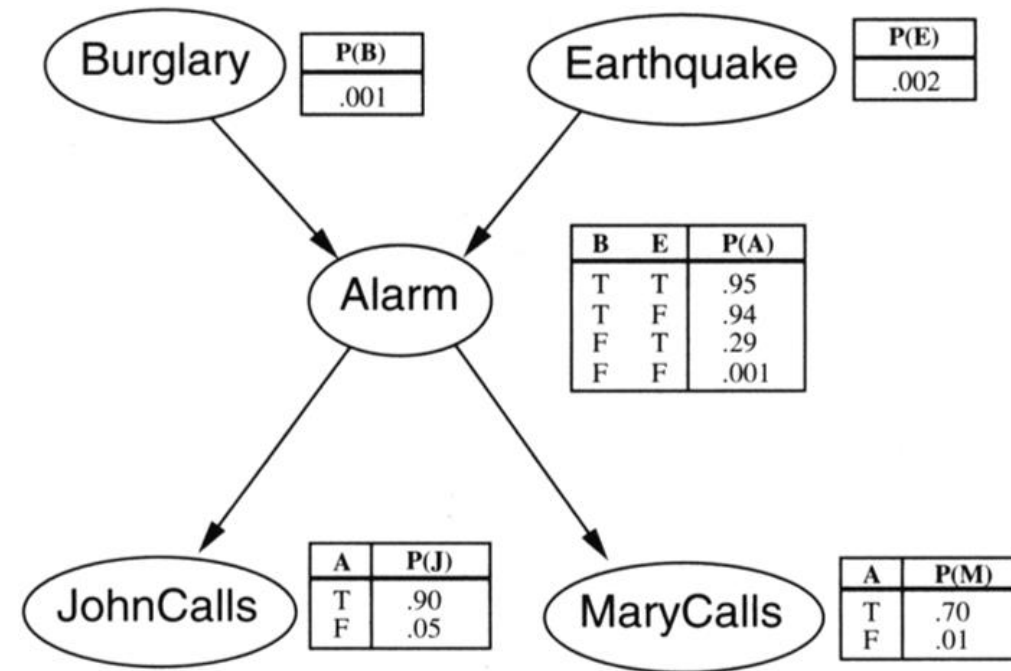 Burglary
P(B)
.001
Earthquake
P(E)
.002
Alarm
B E P(A)
T T .95
T F .94
F T .29
F F .001
JohnCalls
A P(J)
T .90
F .05
MaryCalls
A P(M)
T .70
F .01